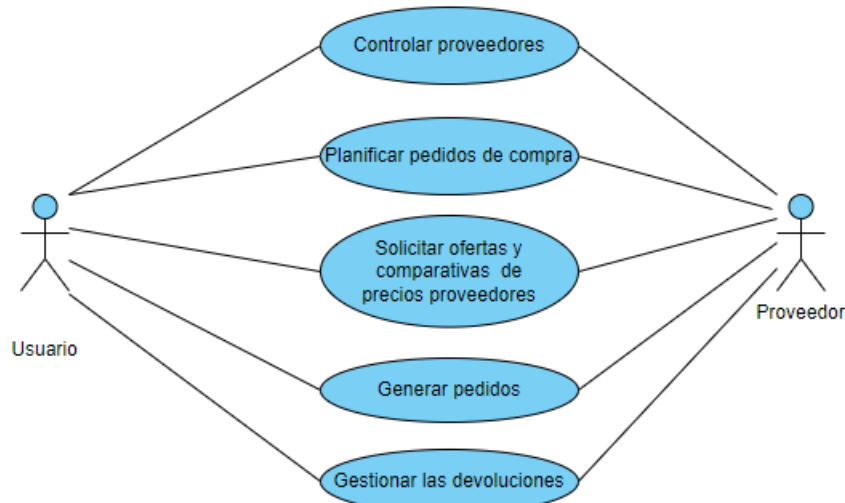 Controlar proveedores
Planificar pedidos de compra
Solicitar ofertas y
comparativas de
precios proveedores
Proveedor
Usuario
Generar pedidos
Gestionar las devoluciones